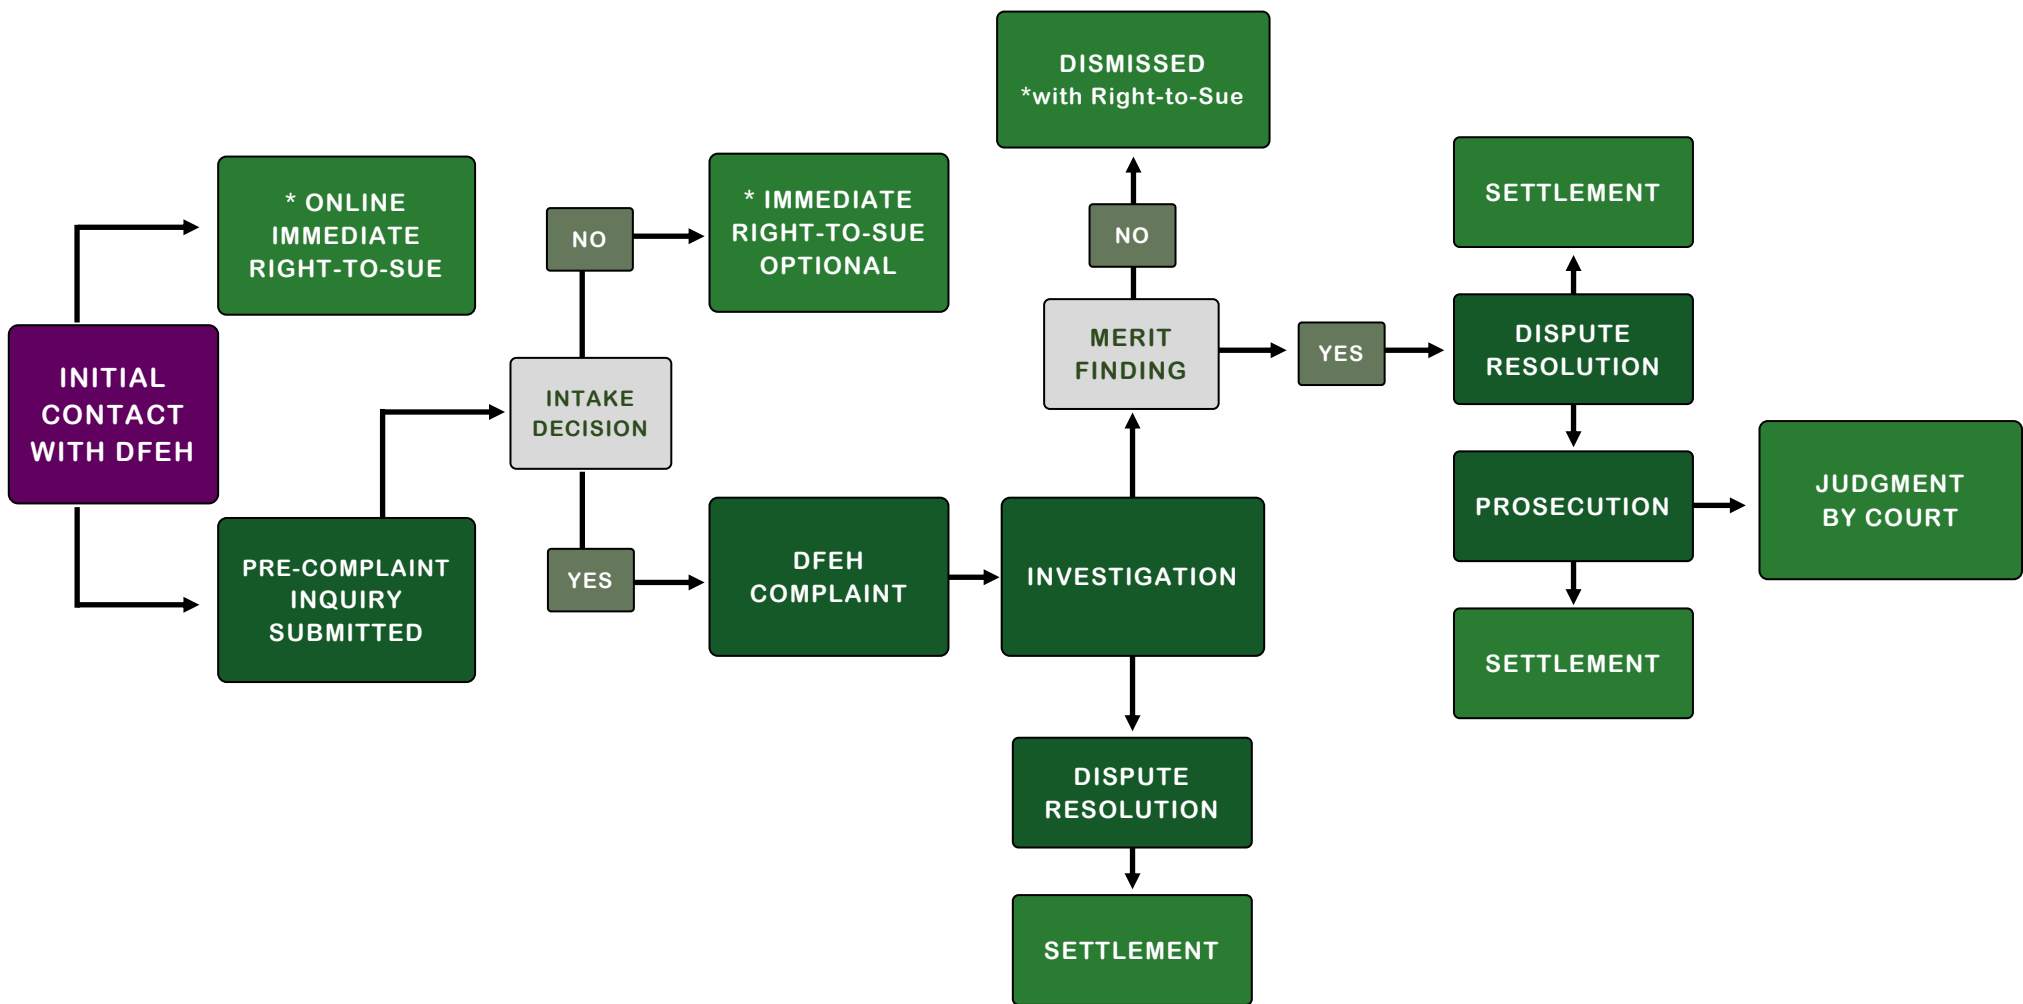 DISMISSED
*with Right-to-Sue
* ONLINE
IMMEDIATE
RIGHT-TO-SUE
NO
* IMMEDIATE
RIGHT-TO-SUE
OPTIONAL
NO
SETTLEMENT
INITIAL
CONTACT
WITH DFEH
INTAKE
DECISION
MERIT
FINDING
YES
DISPUTE
RESOLUTION
PRE-COMPLAINT
INQUIRY
SUBMITTED
YES
DFEH
COMPLAINT
INVESTIGATION
PROSECUTION
JUDGMENT
BY COURT
SETTLEMENT
DISPUTE
RESOLUTION
SETTLEMENT